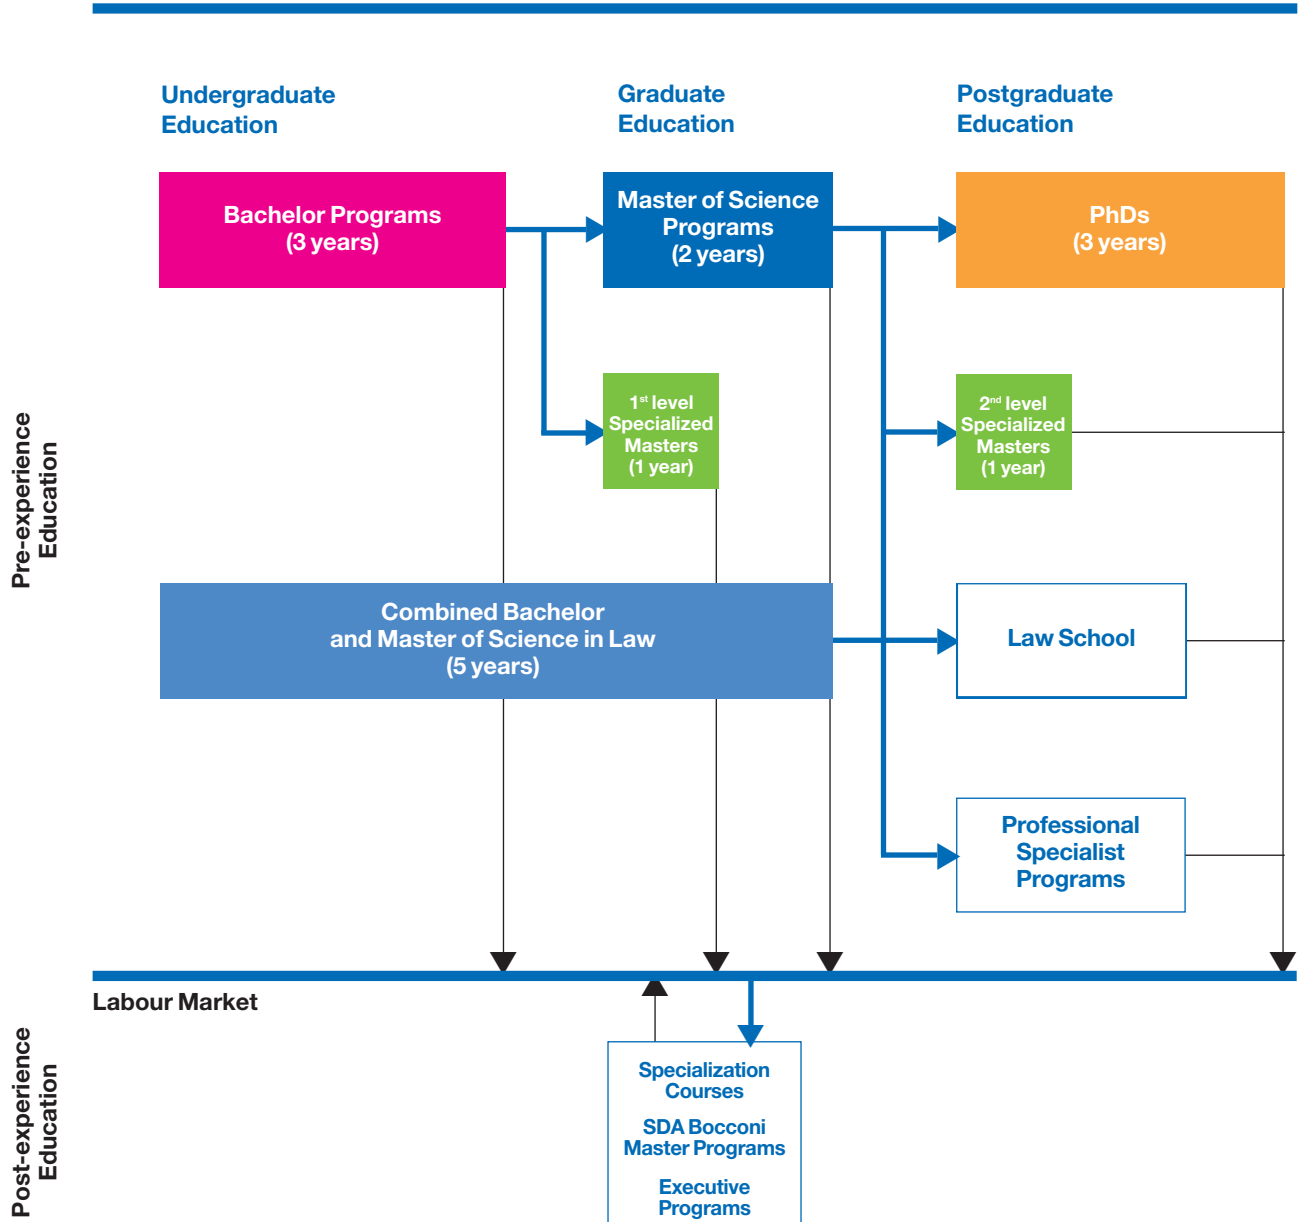 Undergraduate
Education
Graduate
Education
Postgraduate
Education
Bachelor Programs
(3 years)
Master of Science
Programs
(2 years)
PhDs
(3 years)
Pre-experience
Education
1st level
Specialized
Masters
(1 year)
2nd level
Specialized
Masters
(1 year)
Combined Bachelor
and Master of Science in Law
(5 years)
Law School
Professional
Specialist
Programs
Labour Market
Post-experience
Education
Specialization
Courses
SDA Bocconi
Master Programs
Executive
Programs